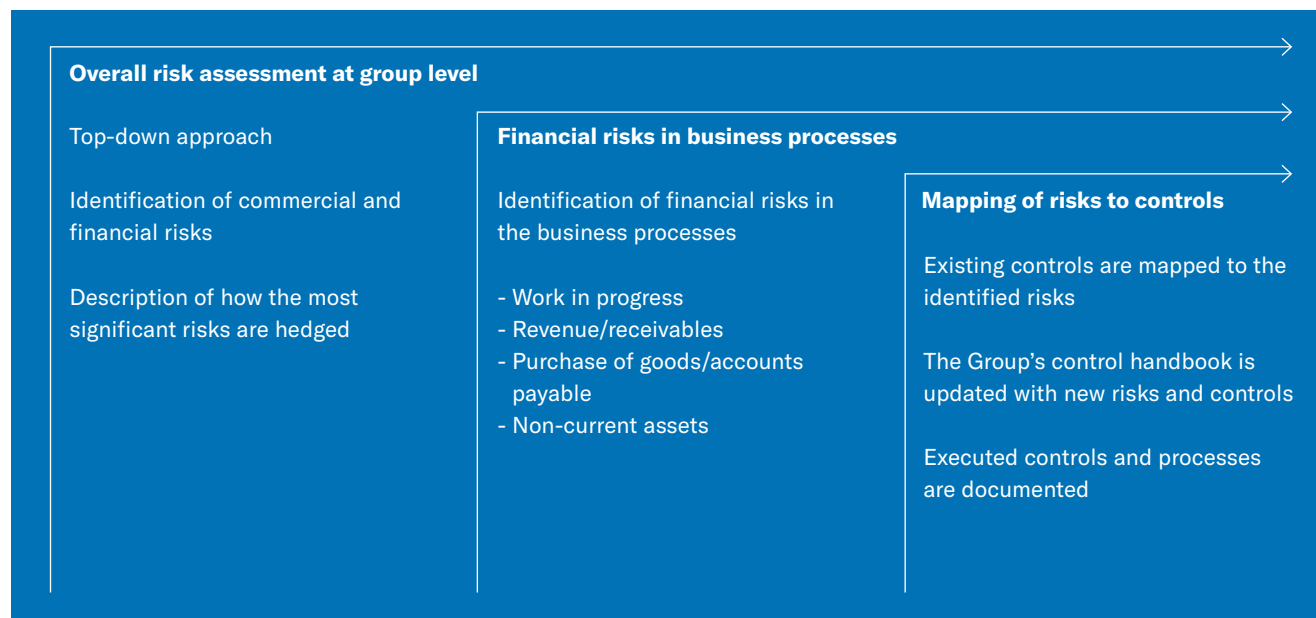 Overall risk assessment at group level
Top-down approach
Identification of commercial and
financial risks
Description of how the most
significant risks are hedged
Financial risks in business processes
Identification of financial risks in
the business processes
- Work in progress
- Revenue/receivables
- Purchase of goods/accounts
payable
- Non-current assets
Mapping of risks to controls
Existing controls are mapped to the
identified risks
The Group’s control handbook is
updated with new risks and controls
Executed controls and processes
are documented